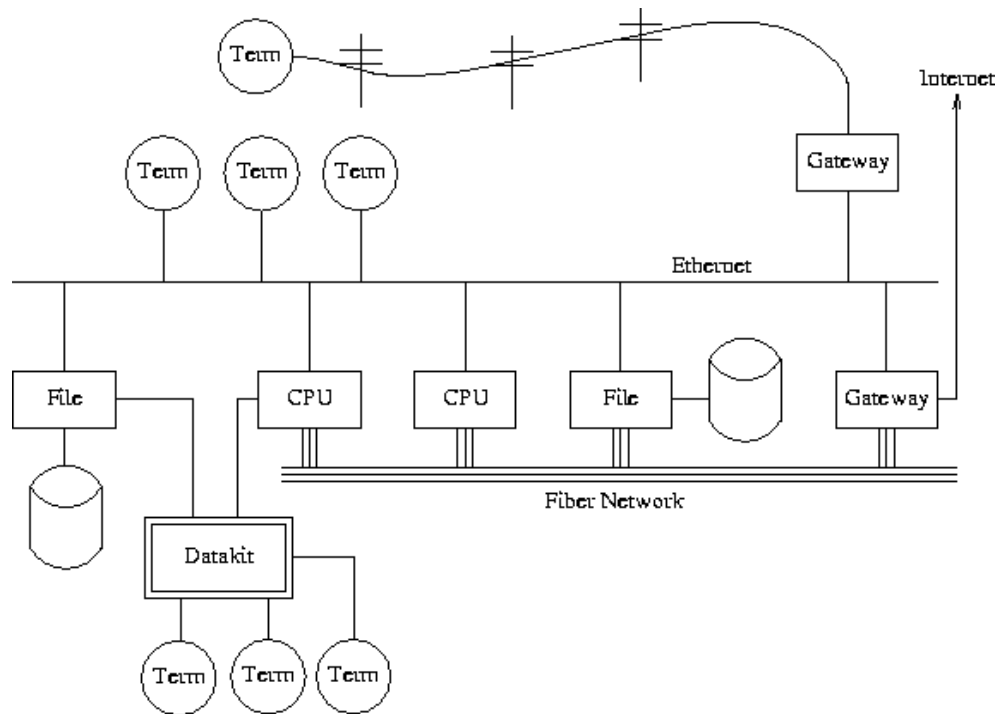 Term
Internet
Gateway
Term Term Term
Ethernet
File CPU CPU File Gateway
Fiber Network
Datakit
Term Term Term